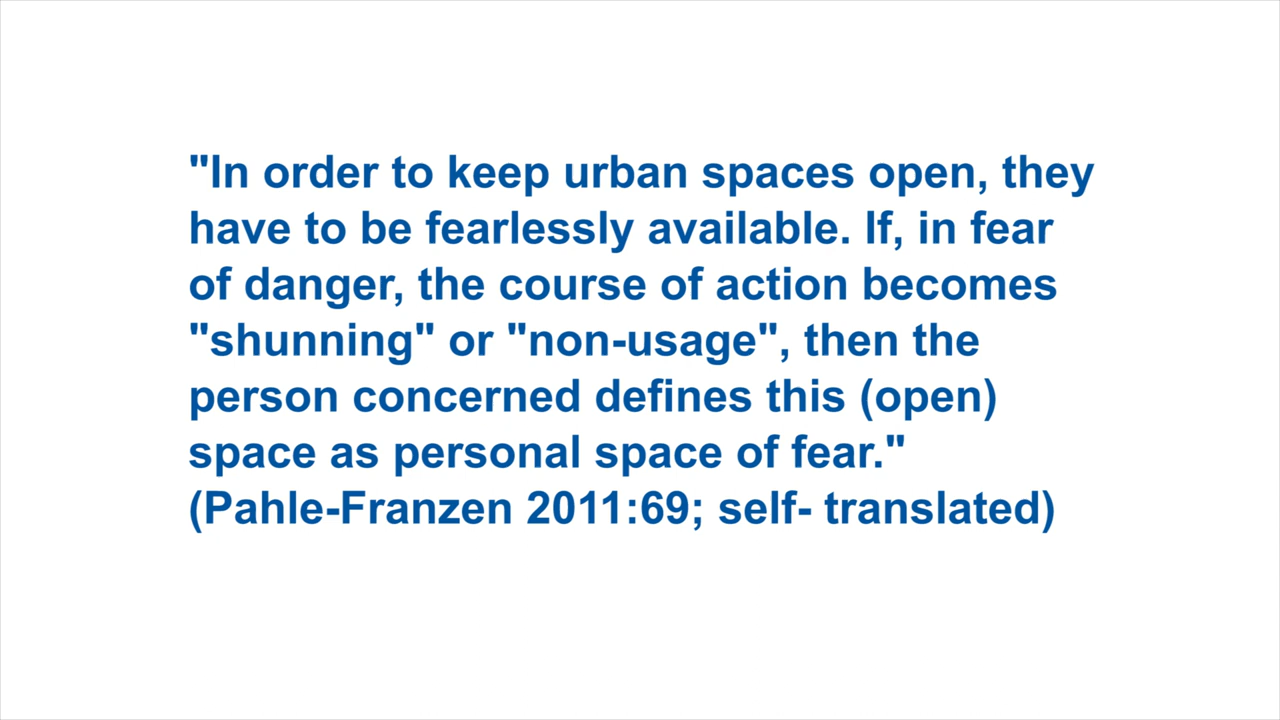 "In order to keep urban spaces open, they
have to be fearlessly available. If, in fear
of danger, the course of action becomes
"shunning" or "non-usage", then the
person concerned defines this (open)
space as personal space of fear."
(Pahle-Franzen 2011:69; self- translated)